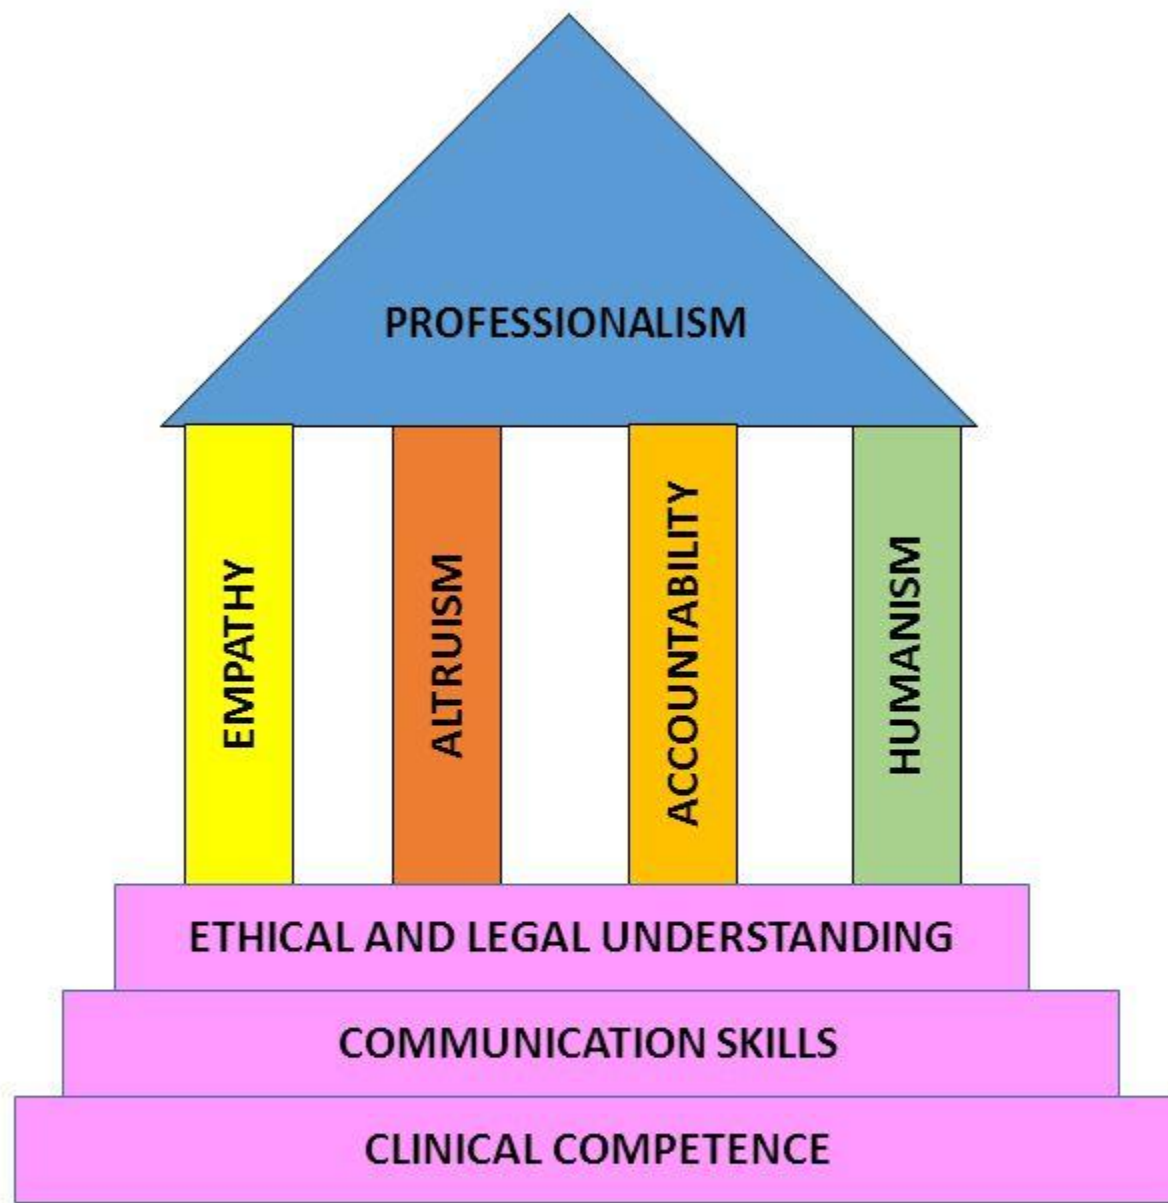 PROFESSIONALISM
EMPATHY
ALTRUISM
ACCOUNTABILITY
HUMANISM
ETHICAL AND LEGAL UNDERSTANDING
COMMUNICATION SKILLS
CLINICAL COMPETENCE